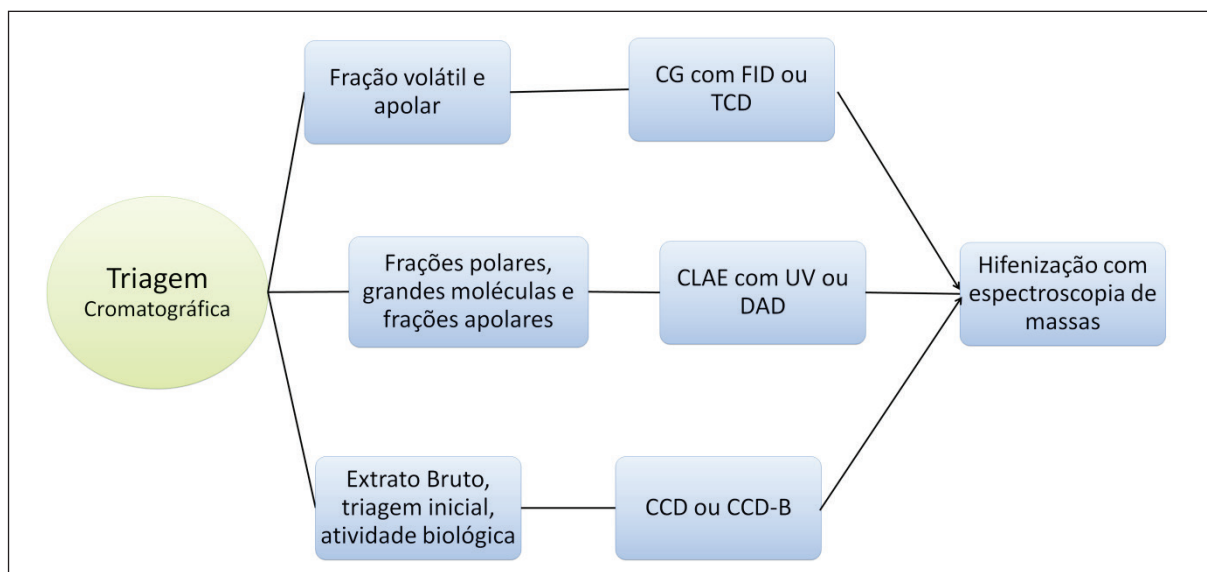 Triagem
Cromatográfica
Fração volátil e
apolar
CG com FID ou
TCD
Frações polares,
grandes moléculas e
frações apolares
CLAE com UV ou
DAD
Extrato Bruto,
triagem inicial,
atividade biológica
CCD ou CCD-B
Hifenização com
espectroscopia de
massas